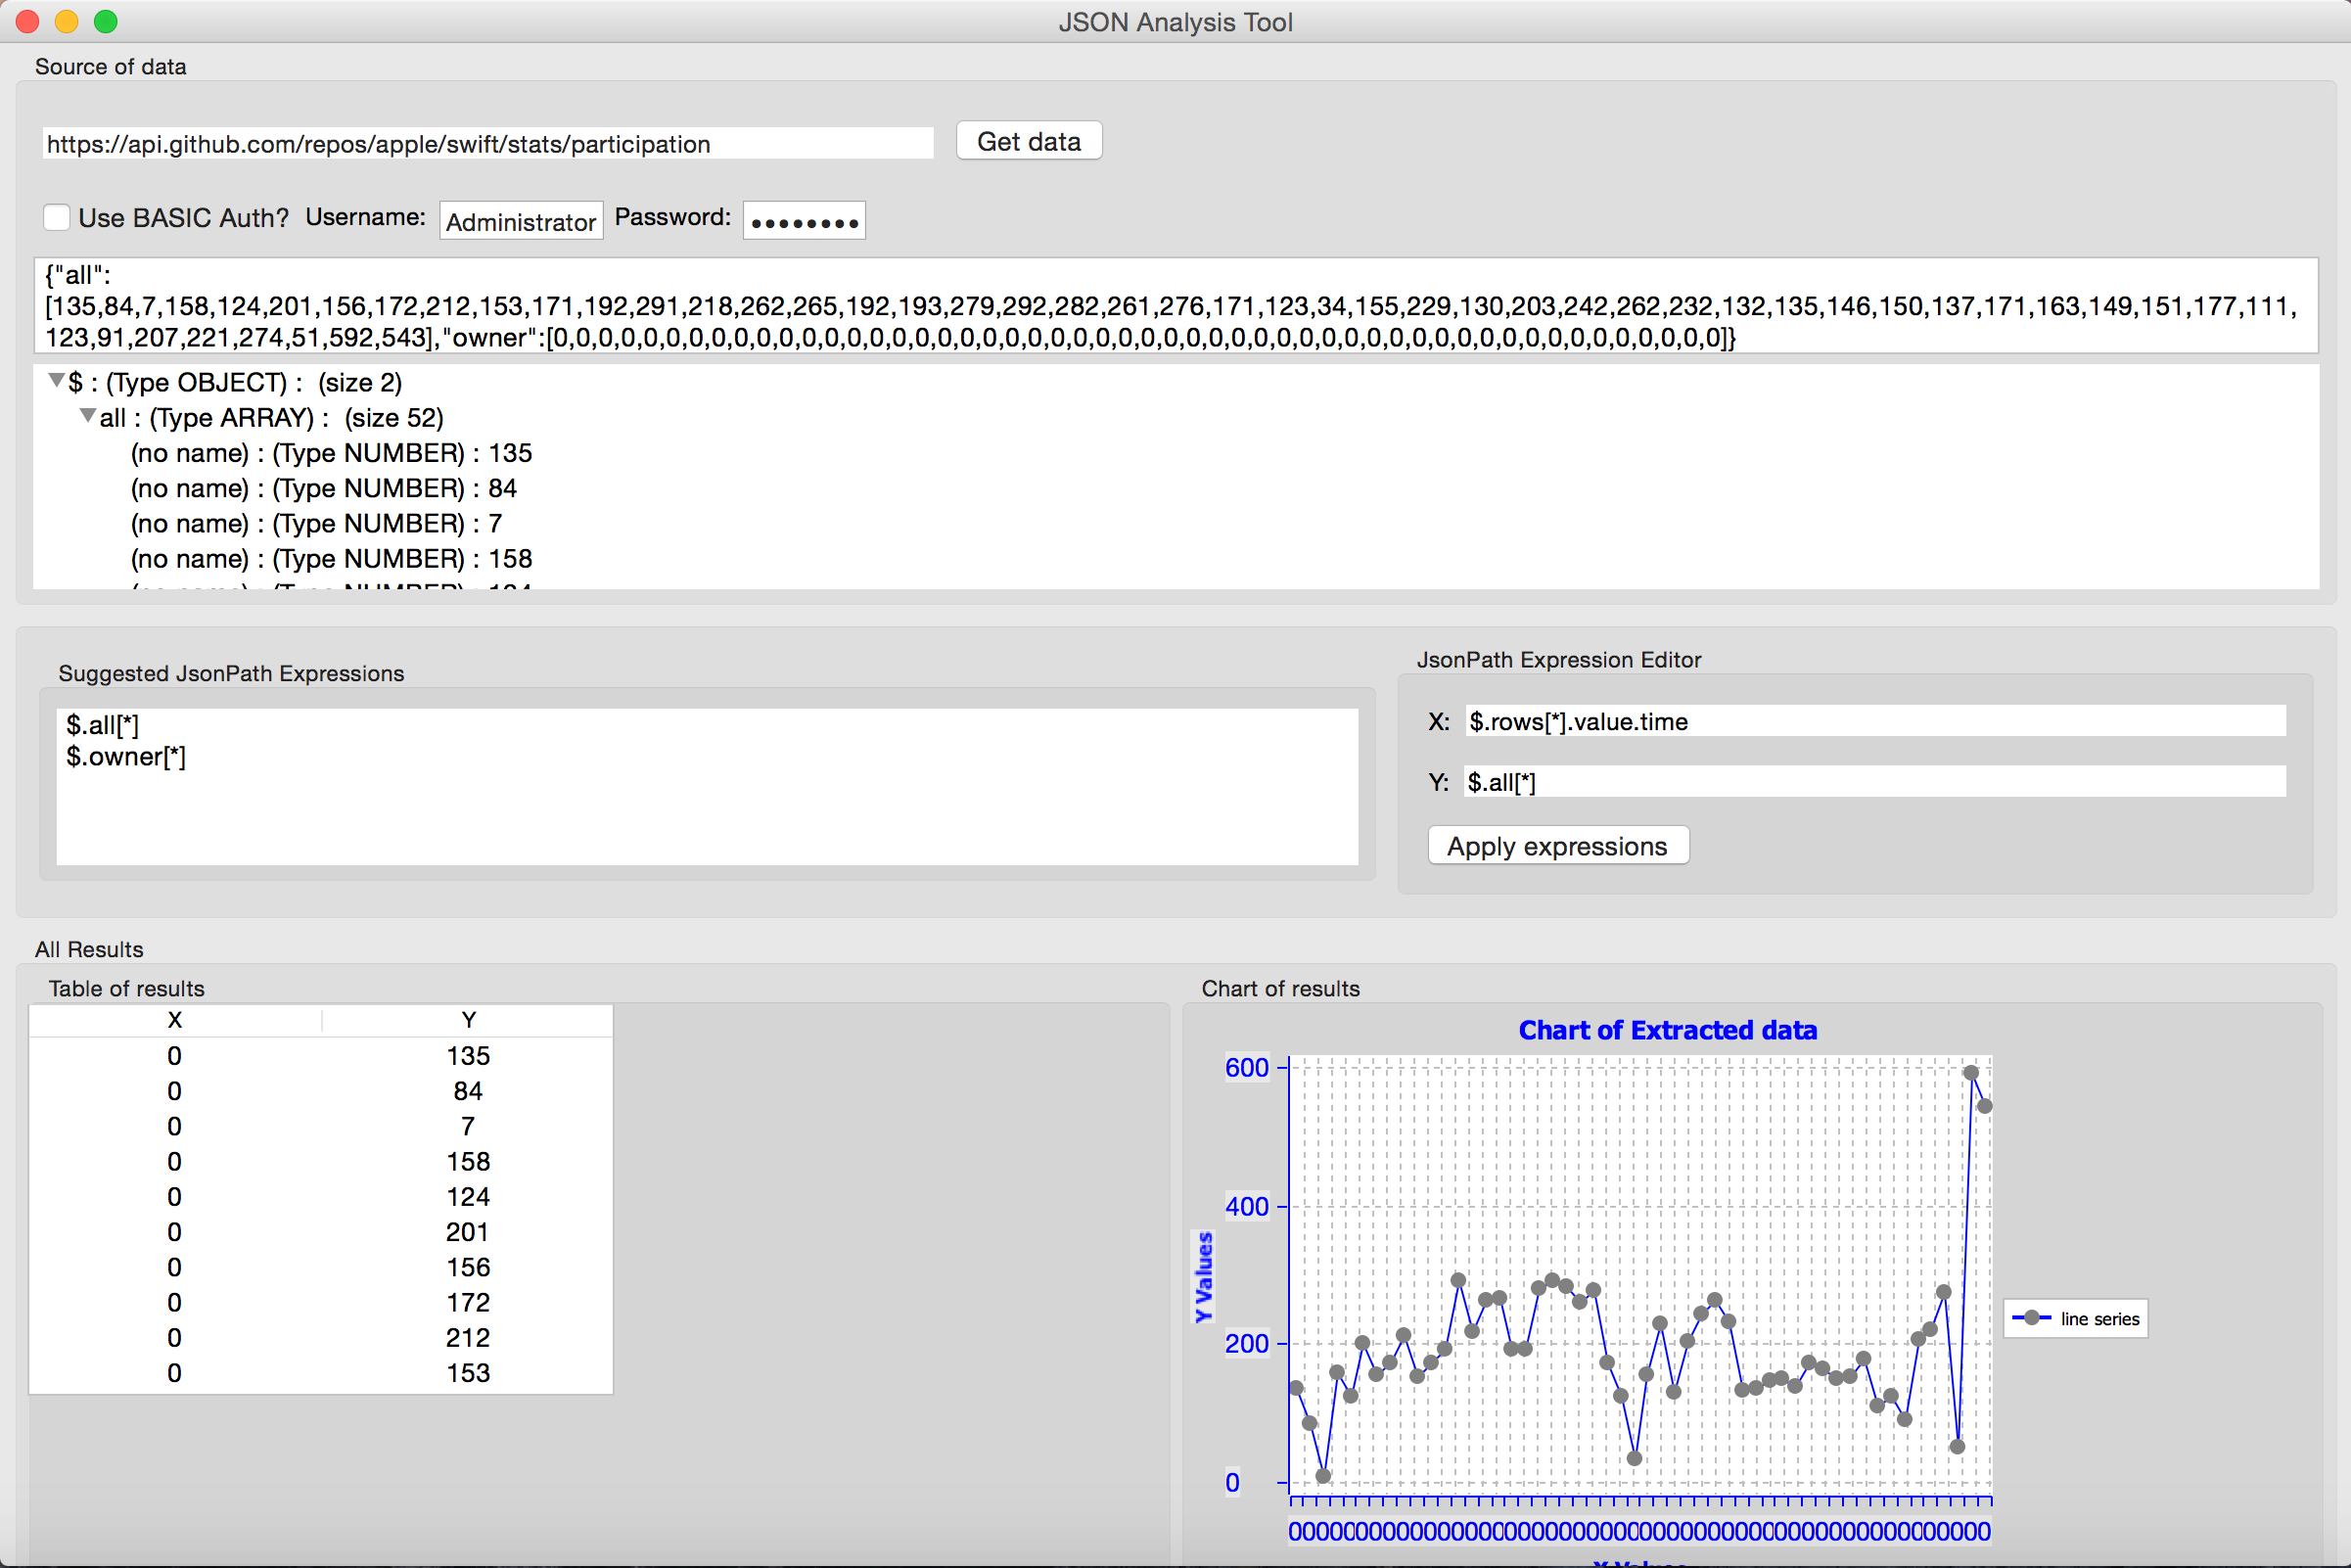 JSON Analysis Tool
Source of data
https://api.github.com/repos/apple/swift/stats/participation
Get data
Use BASIC Auth? Username: Administrator Password: ••••••••
{"all":
[135,84,7,158,124,201,156,172,212,153,171,192,291,218,262,265,192,193,279,292,282,261,276,171,123,34,155,229,130,203,242,262,232,132,135,146,150,137,171,163,149,151,177,111,
123,91,207,221,274,51,592,543],"owner":[0,0,0,0,0,0,0,0,0,0,0,0,0,0,0,0,0,0,0,0,0,0,0,0,0,0,0,0,0,0,0,0,0,0,0,0,0,0,0,0,0,0,0,0,0,0,0,0,0,0,0,0]}
$ : (Type OBJECT) : (size 2)
all : (Type ARRAY) : (size 52)
(no name) : (Type NUMBER) : 135
(no name) : (Type NUMBER) : 84
(no name) : (Type NUMBER) : 7
(no name) : (Type NUMBER) : 158
Suggested JsonPath Expressions
$.all[*]
$.owner[*]
JsonPath Expression Editor
X: $.rows[*].value.time
Y: $.all[*]
Apply expressions
All Results
Table of results
X Y
0 135
0 84
0 7
0 158
0 124
0 201
0 156
0 172
0 212
0 153
Chart of results
Chart of Extracted data
600
400
200
0
Y Values
line series
X Values